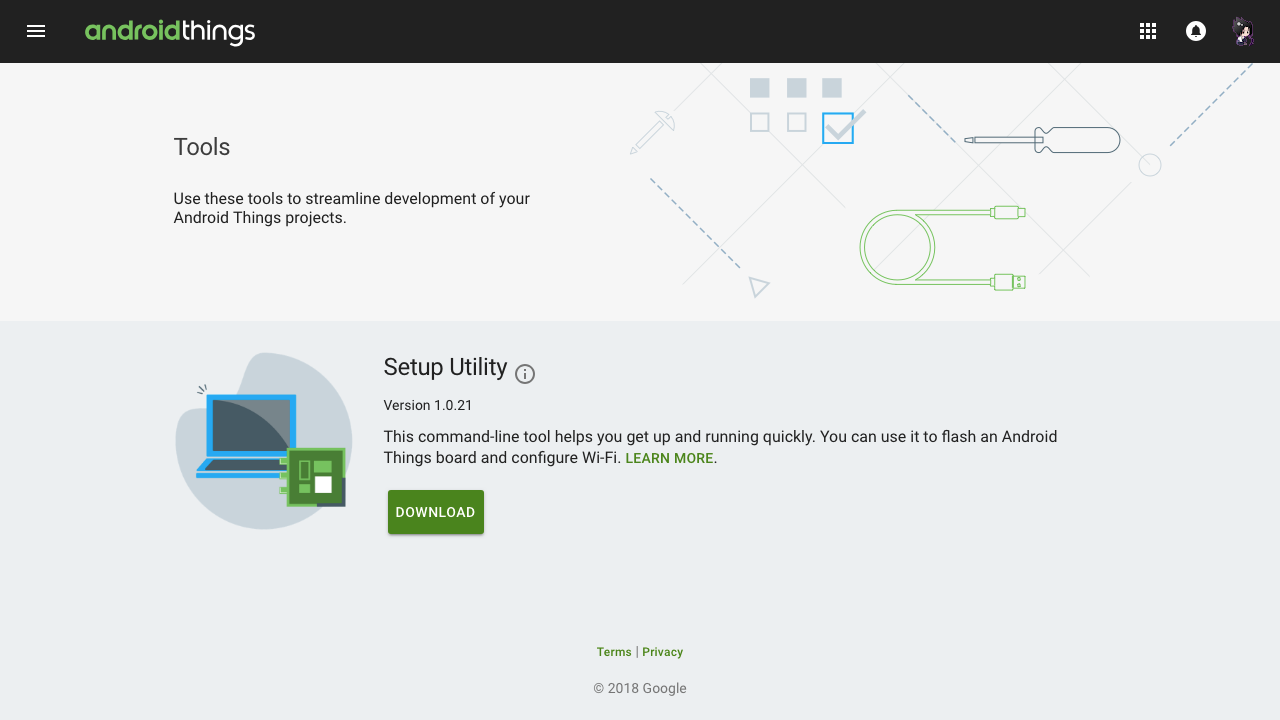 androidthings
Tools
Use these tools to streamline development of your
Android Things projects.
Setup Utility
Version 1.0.21
This command-line tool helps you get up and running quickly. You can use it to flash an Android
Things board and configure Wi-Fi. LEARN MORE.
DOWNLOAD
Terms | Privacy
© 2018 Google